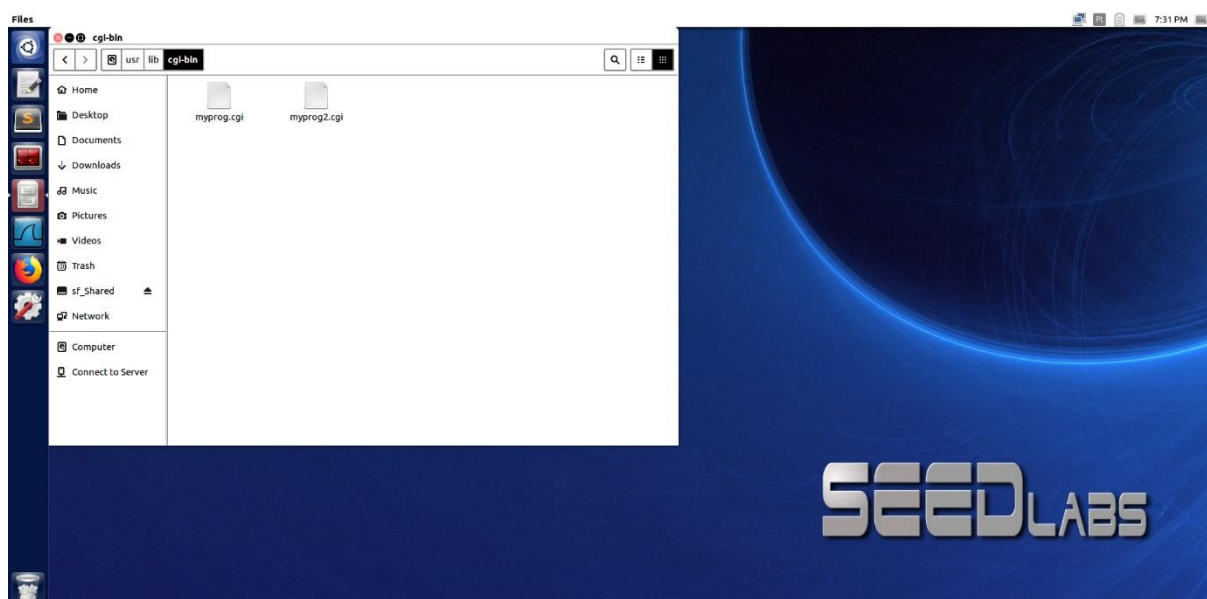 Files
Pt
7:31 PM
cgi-bin
usr lib cgi-bin
Home
Desktop
Documents
Downloads
Music
Pictures
Videos
Trash
sf_Shared
Network
Computer
Connect to Server
myprog.cgi myprog2.cgi
SEEDLABS